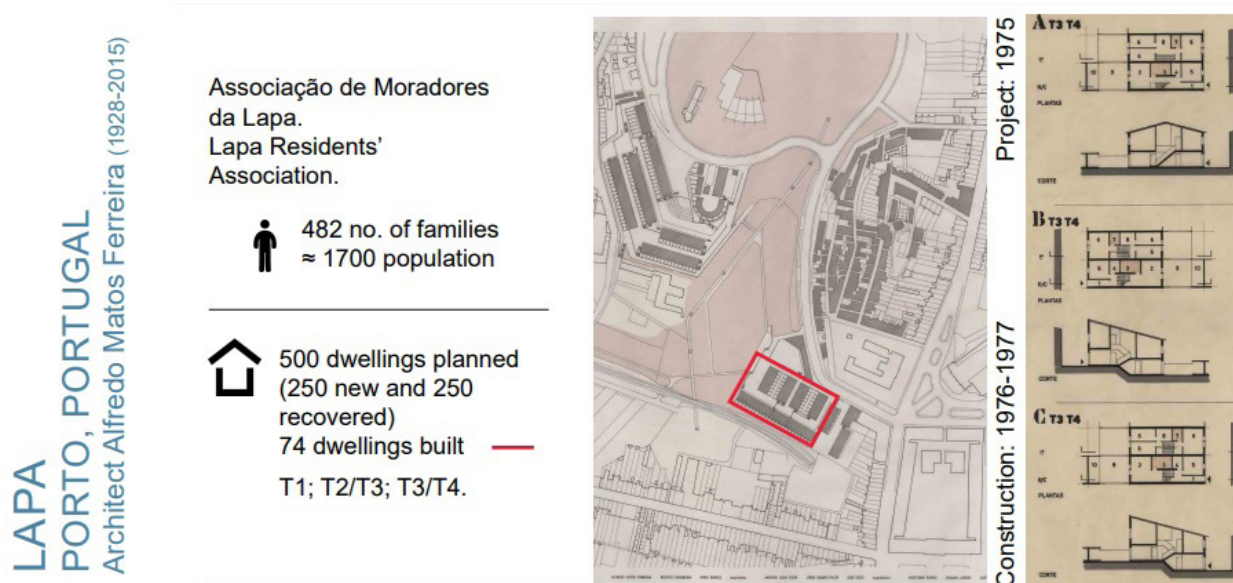 LAPA
PORTO, PORTUGAL
Architect Alfredo Matos Ferreira (1928-2015)
Associação de Moradores
da Lapa.
Lapa Residents'
Association.
482 no. of families
≈ 1700 population
500 dwellings planned
(250 new and 250
recovered)
74 dwellings built
T1; T2/T3; T3/T4.
Project: 1975
Construction: 1976-1977
A T3 T4
PLANTAS
CORTE
B T3 T4
PLANTAS
CORTE
C T3 T4
PLANTAS
CORTE